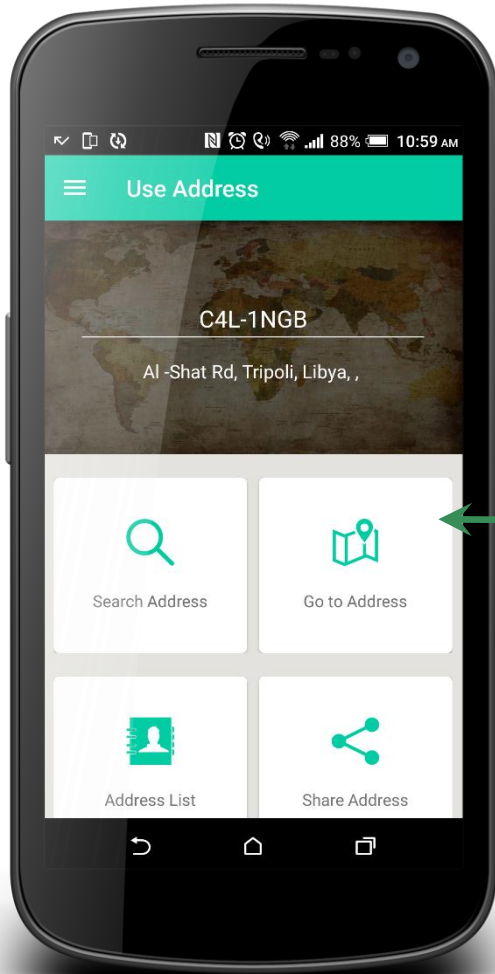 88% 10:59 AM
Use Address
C4L-1NGB
Al -Shat Rd, Tripoli, Libya, ,
Search Address
Go to Address
Address List
Share Address